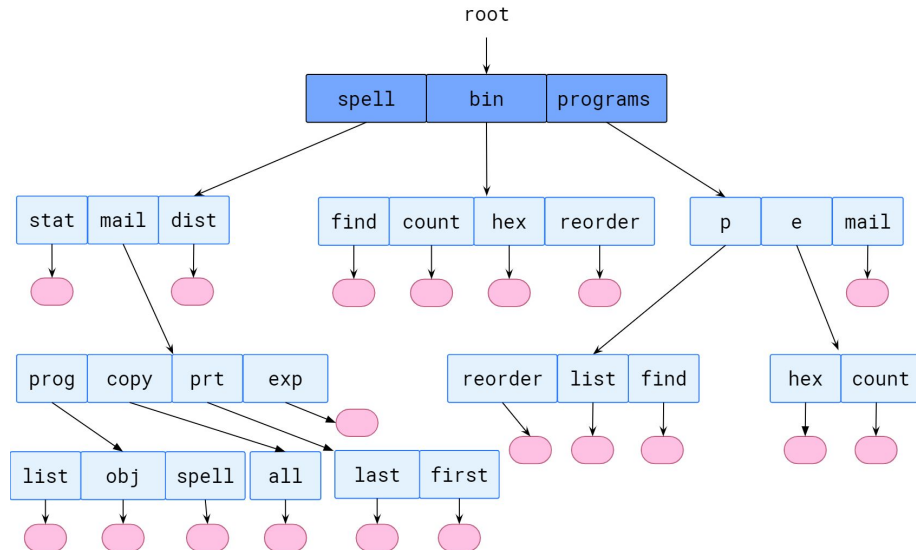 root
spell bin programs
stat mail dist find count hex reorder p e mail
prog copy prt exp reorder list find hex count
list obj spell all last first